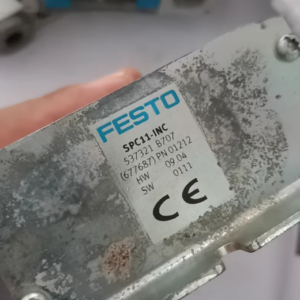 FESTO
SPC11-INC
537321 B707
(677687) PN 01212
HW 09.04
SW 0111
CE